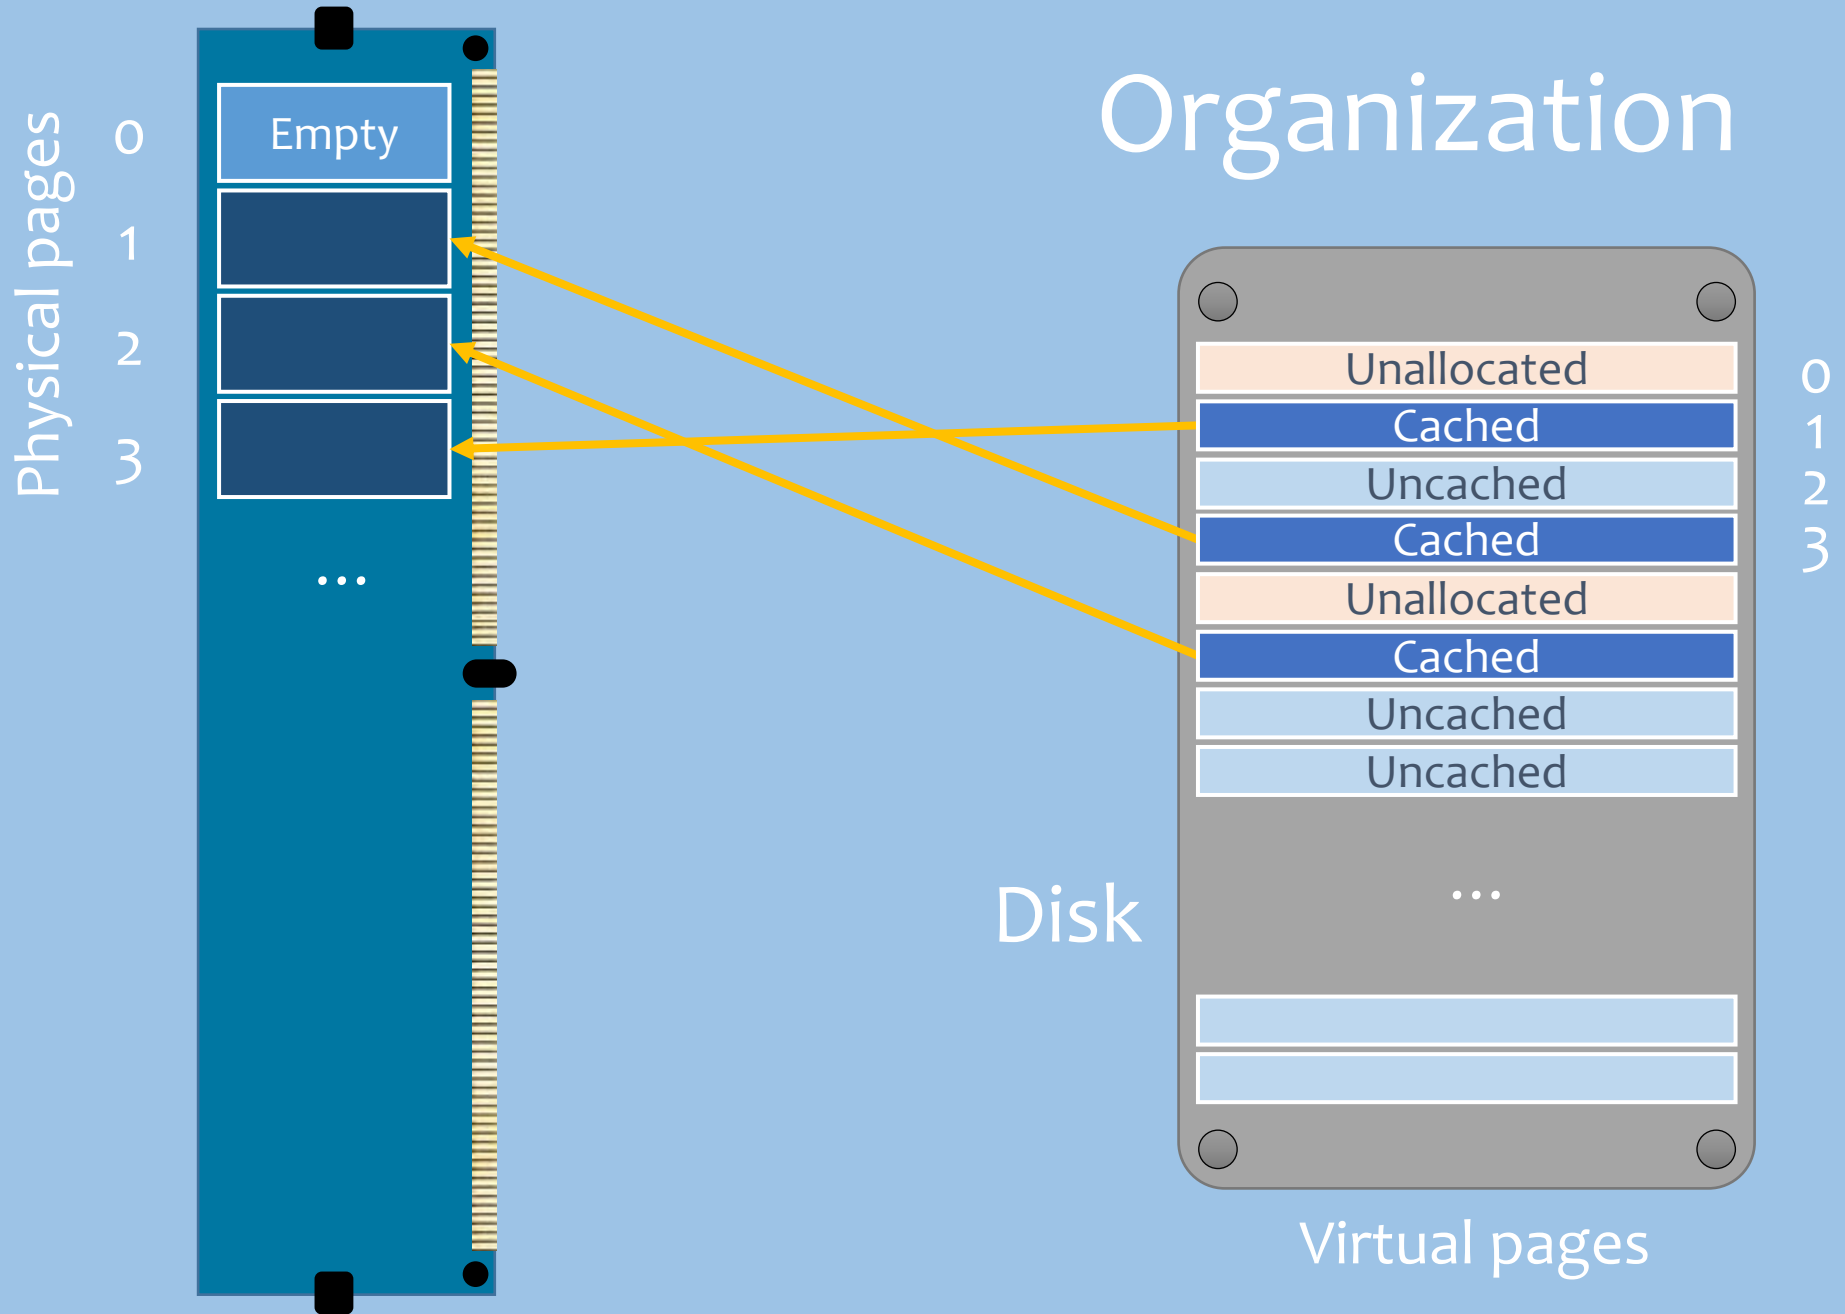 Organization
Physical pages
0
Empty
1
2
3
...
Unallocated
0
Cached
1
Uncached
2
Cached
3
Unallocated
Cached
Uncached
Uncached
...
Disk
Virtual pages